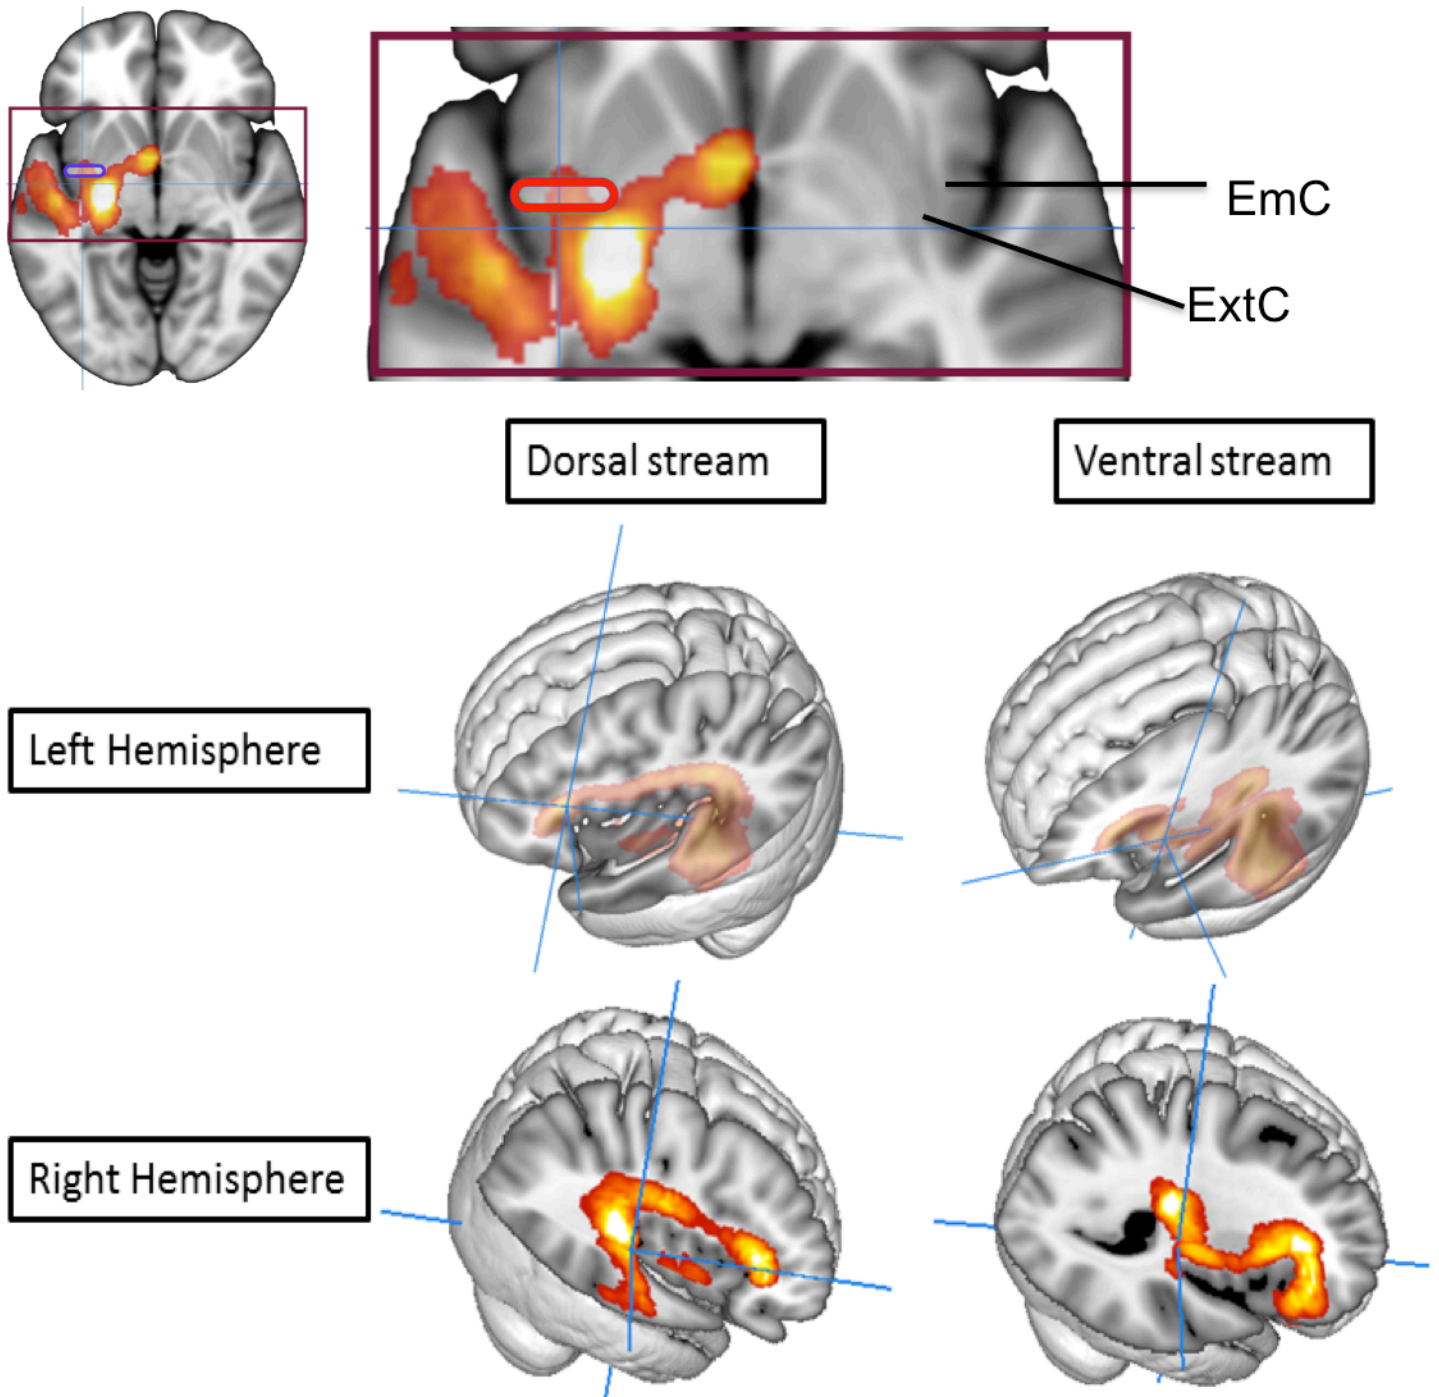 EmC
ExtC
Dorsal stream
Ventral stream
Left Hemisphere
Right Hemisphere